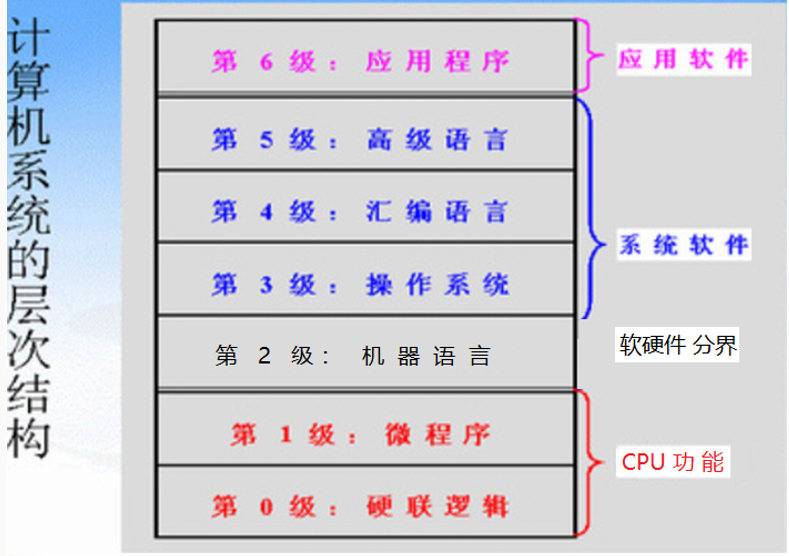 计算机系统的层次结构
第 6 级：应用程序
应用软件
第 5 级：高级语言
第 4 级：汇编语言
系统软件
第 3 级：操作系统
第 2 级：机器语言
软硬件 分界
第 1 级：微程序
CPU 功能
第 0 级：硬联逻辑